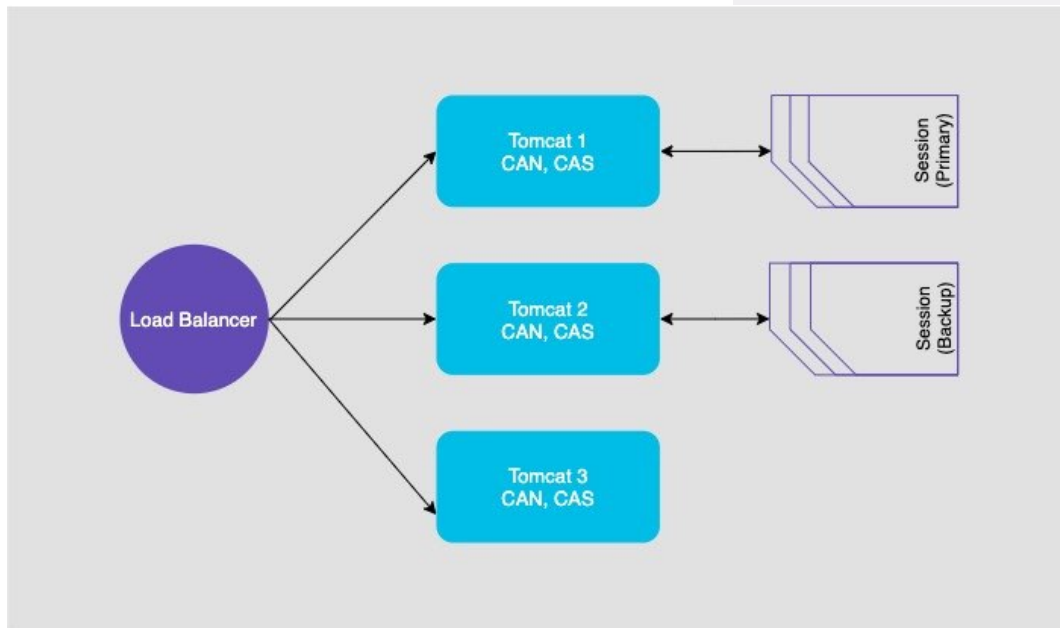 Load Balancer
Tomcat 1
CAN, CAS
Session
(Primary)
Tomcat 2
CAN, CAS
Session
(Backup)
Tomcat 3
CAN, CAS